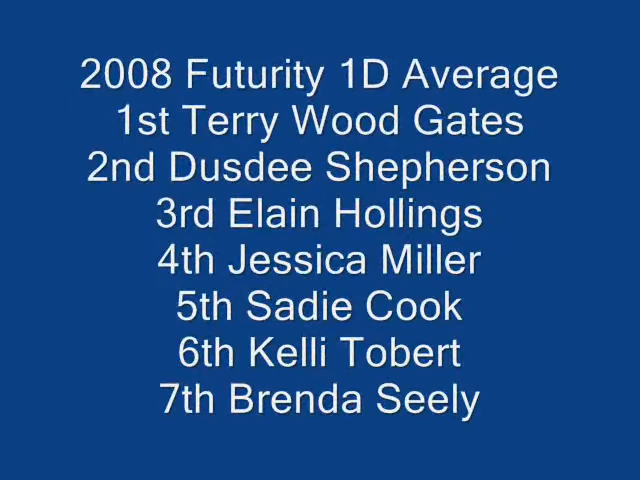 2008 Futurity 1D Average
1st Terry Wood Gates
2nd Dusdee Shepherson
3rd Elain Hollings
4th Jessica Miller
5th Sadie Cook
6th Kelli Tobert
7th Brenda Seely